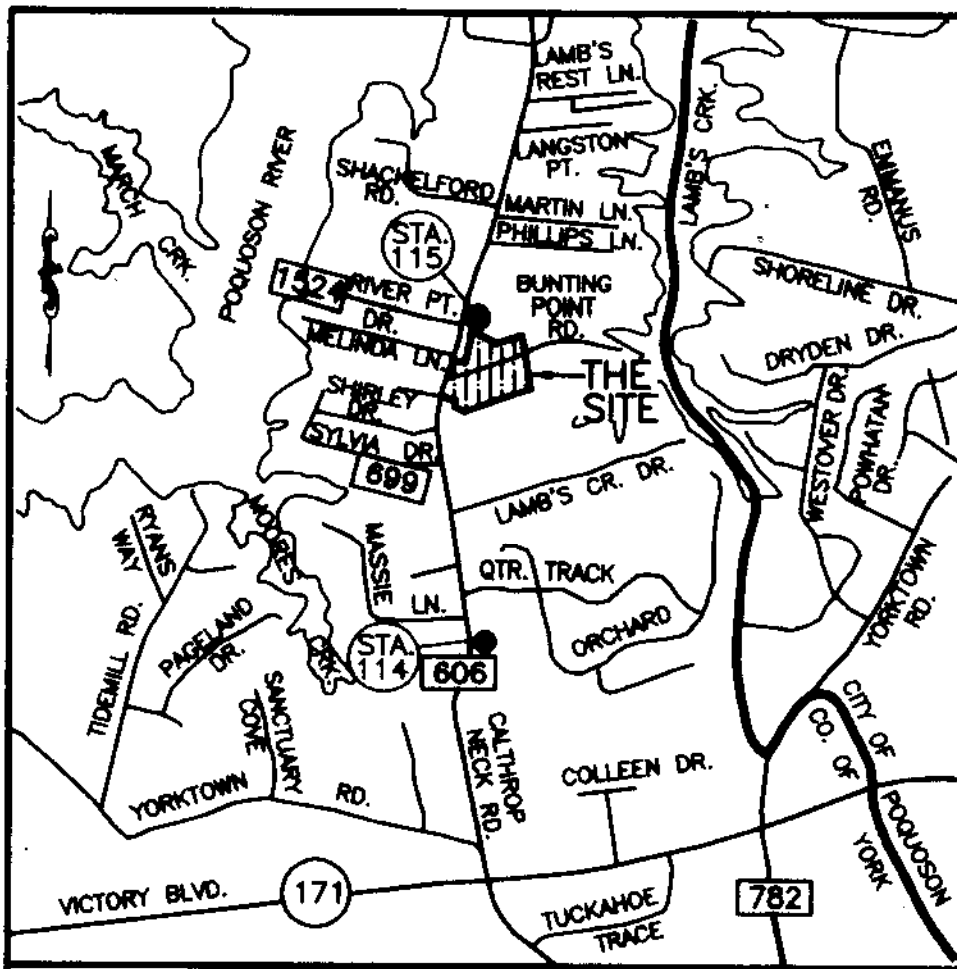 LAMB'S
REST LN.
LANGSTON
PT.
LAMB'S CRK.
EMMANUS
RD.
MARCH
CRK.
POQUOSON RIVER
SHACKELFORD
RD.
MARTIN LN.
PHILLIPS LN.
STA.
115
1524
RIVER PT.
DR.
BUNTING
POINT
RD.
SHORELINE DR.
DRYDEN DR.
MELINDA LN.
THE
SITE
SHIRLEY
DR.
SYLVIA DR.
699
WESTOVER DR.
POWHATAN
DR.
LAMB'S CR. DR.
RYANS
WAY
MOORES
CRK.
MASSIE
LN.
QTR. TRACK
ORCHARD
YORKTOWN
RD.
TIDEMILL RD.
PAGELAND
DR.
STA.
114
606
SANCTUARY
COVE
CALTHROP
NECK RD.
COLLEEN DR.
CITY OF
POQUOSON
CO. OF
YORK
YORKTOWN RD.
VICTORY BLVD.
171
782
TUCKAHOE
TRACE